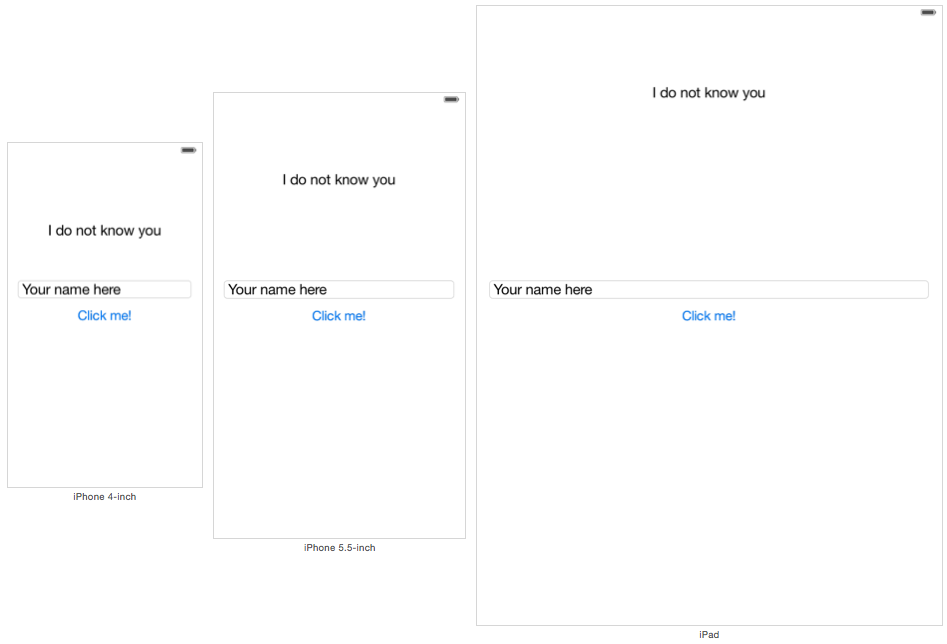 I do not know you
Your name here
Click me!
iPhone 4-inch
I do not know you
Your name here
Click me!
iPhone 5.5-inch
I do not know you
Your name here
Click me!
iPad